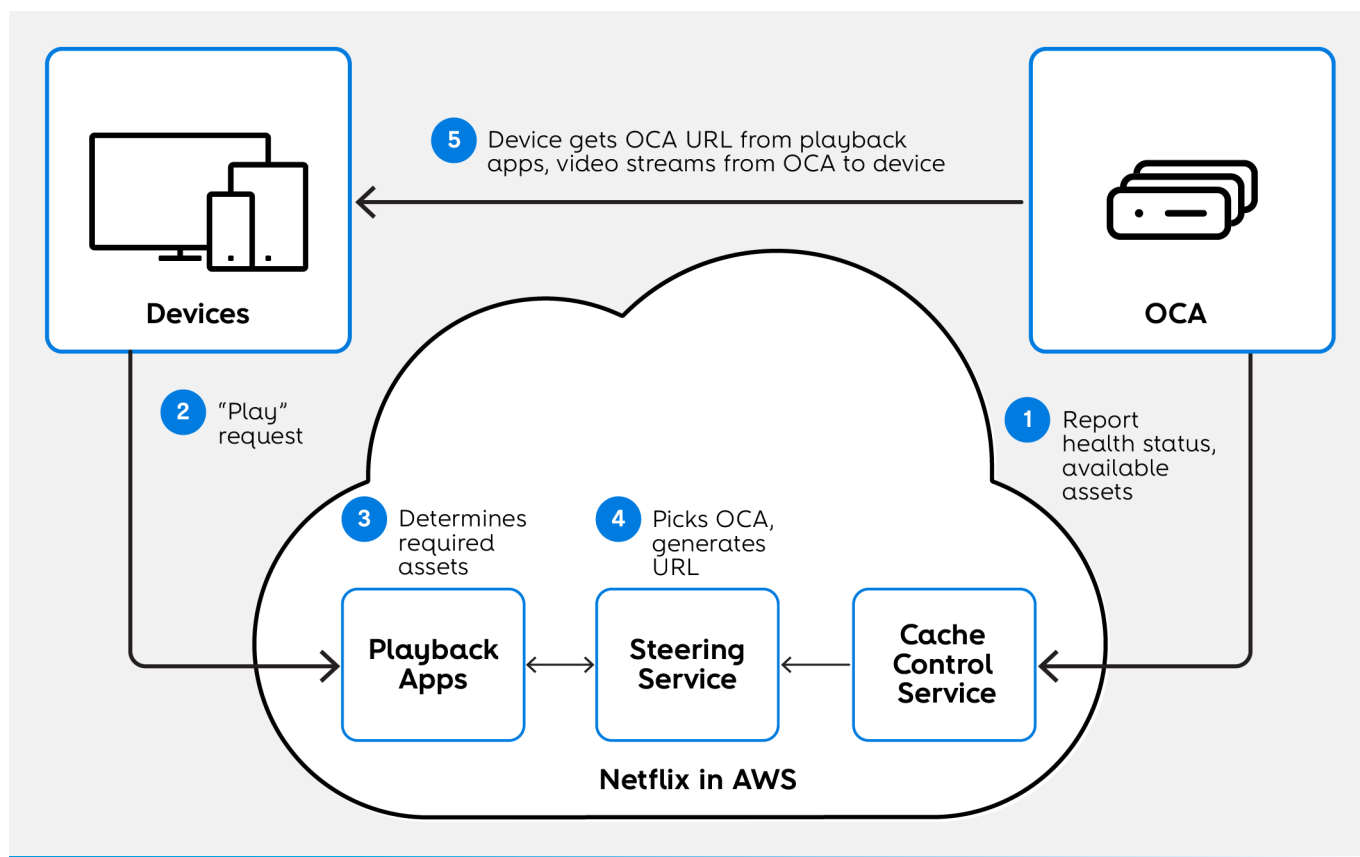 5
Device gets OCA URL from playback
apps, video streams from OCA to device
Devices
OCA
2
“Play”
request
1
Report
health status,
available
assets
3
Determines
required
assets
4
Picks OCA,
generates
URL
Playback
Apps
Steering
Service
Cache
Control
Service
Netflix in AWS